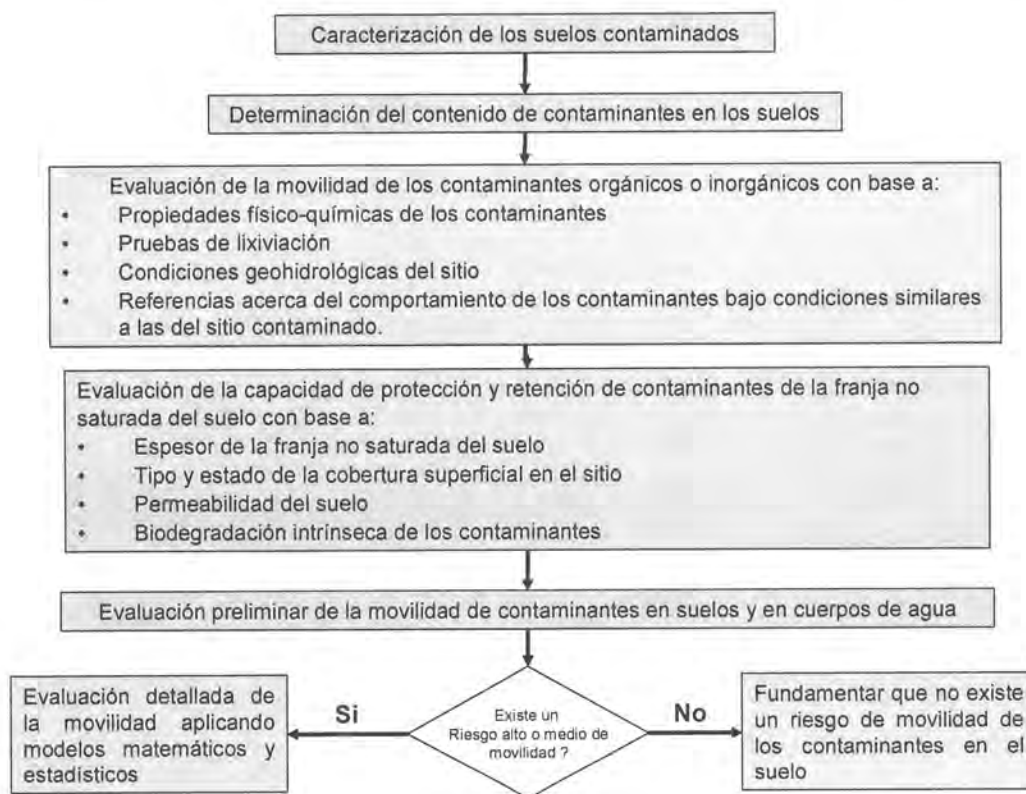 Caracterización de los suelos contaminados
Determinación del contenido de contaminantes en los suelos
Evaluación de la movilidad de los contaminantes orgánicos o inorgánicos con base a:
• Propiedades físico-químicas de los contaminantes
• Pruebas de lixiviación
• Condiciones geohidrológicas del sitio
• Referencias acerca del comportamiento de los contaminantes bajo condiciones similares
a las del sitio contaminado.
Evaluación de la capacidad de protección y retención de contaminantes de la franja no
saturada del suelo con base a:
• Espesor de la franja no saturada del suelo
• Tipo y estado de la cobertura superficial en el sitio
• Permeabilidad del suelo
• Biodegradación intrínseca de los contaminantes
Evaluación preliminar de la movilidad de contaminantes en suelos y en cuerpos de agua
Evaluación detallada de
la movilidad aplicando
modelos matemáticos y
estadísticos
Si
Existe un
Riesgo alto o medio de
movilidad ?
No
Fundamentar que no existe
un riesgo de movilidad de
los contaminantes en el
suelo